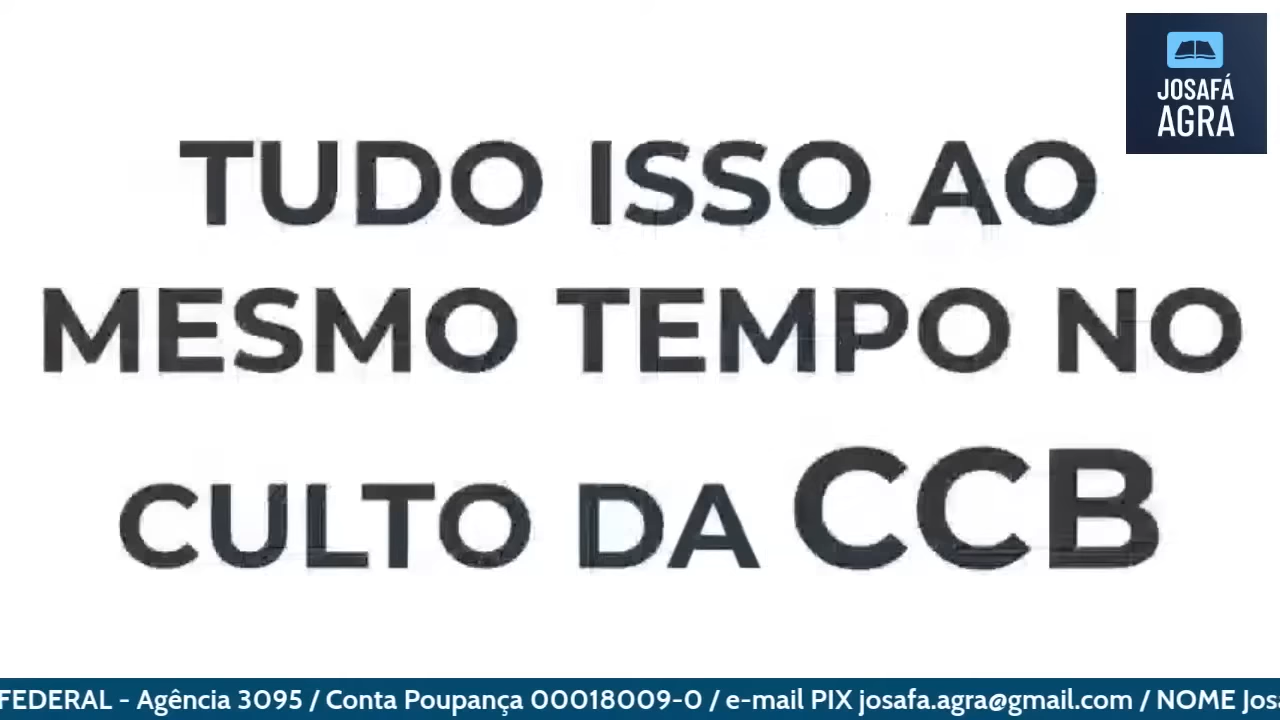 JOSAFÁ
AGRA
TUDO ISSO AO
MESMO TEMPO NO
CULTO DA CCB
FEDERAL - Agência 3095 / Conta Poupança 00018009-0 / e-mail PIX josafa.agra@gmail.com / NOME Jos